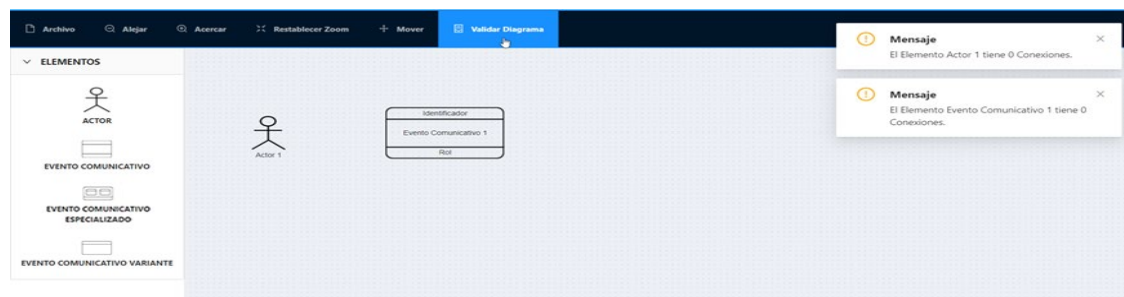 Archivo Alejar Acercar Restablecer Zoom Mover Validar Diagrama
ELEMENTOS
ACTOR
EVENTO COMUNICATIVO
EVENTO COMUNICATIVO
ESPECIALIZADO
EVENTO COMUNICATIVO VARIANTE
Actor 1
Identificador
Evento Comunicativo 1
Rol
Mensaje
El Elemento Actor 1 tiene 0 Conexiones.
Mensaje
El Elemento Evento Comunicativo 1 tiene 0
Conexiones.